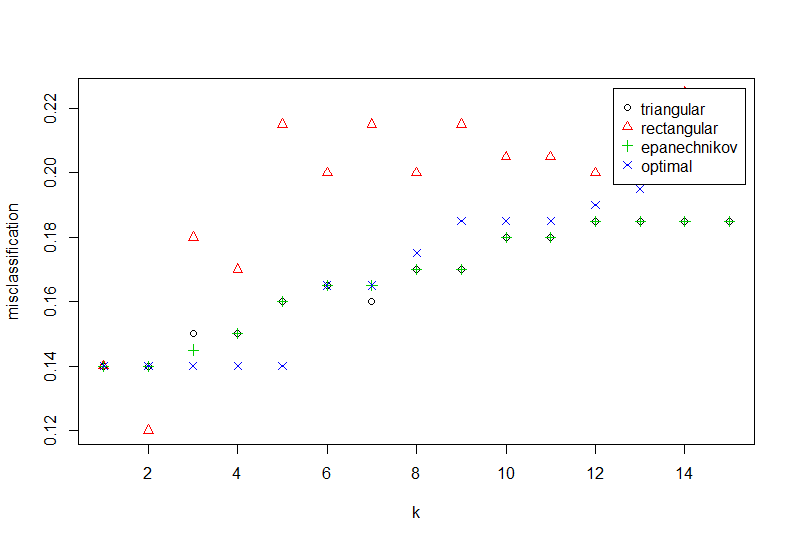 triangular
rectangular
epanechnikov
optimal
misclassification
0.22
0.20
0.18
0.16
0.14
0.12
2 4 6 8 10 12 14
k